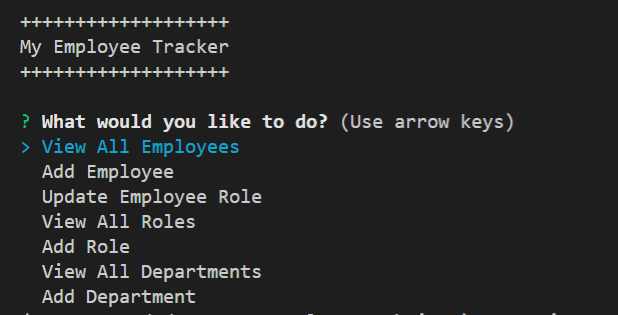 +++++++++++++++++++
My Employee Tracker
+++++++++++++++++++
? What would you like to do? (Use arrow keys)
> View All Employees
Add Employee
Update Employee Role
View All Roles
Add Role
View All Departments
Add Department